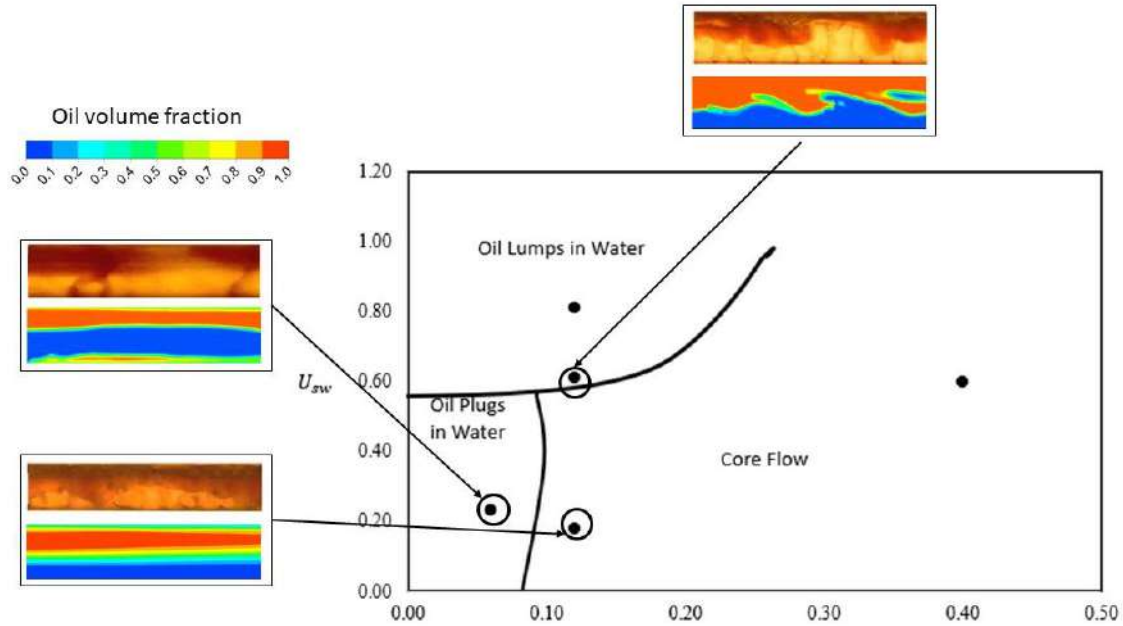 Oil volume fraction
0.0 0.1 0.2 0.3 0.4 0.5 0.6 0.7 0.8 0.9 1.0
1.20
1.00
0.80
0.60
0.40
0.20
0.00
U_sw
Oil Lumps in Water
Oil Plugs
in Water
Core Flow
0.00 0.10 0.20 0.30 0.40 0.50